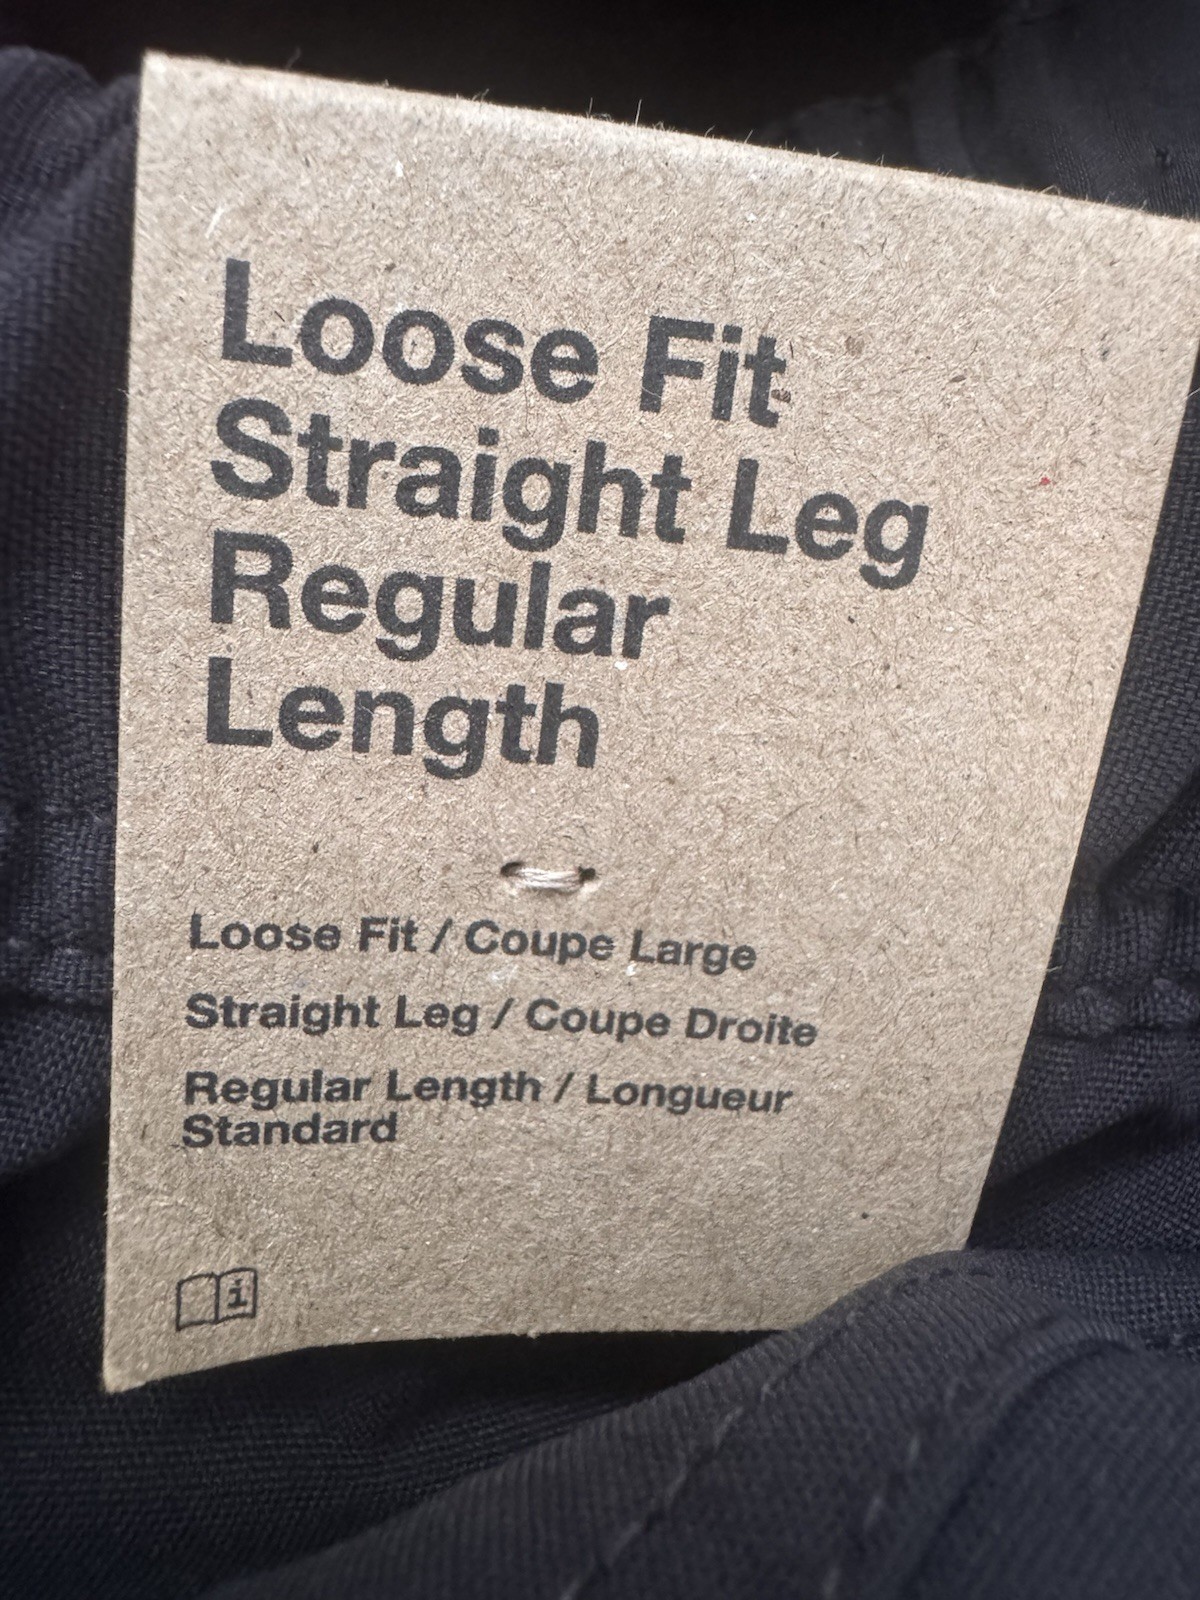 Loose Fit
Straight Leg
Regular
Length
Loose Fit / Coupe Large
Straight Leg / Coupe Droite
Regular Length / Longueur
Standard
i